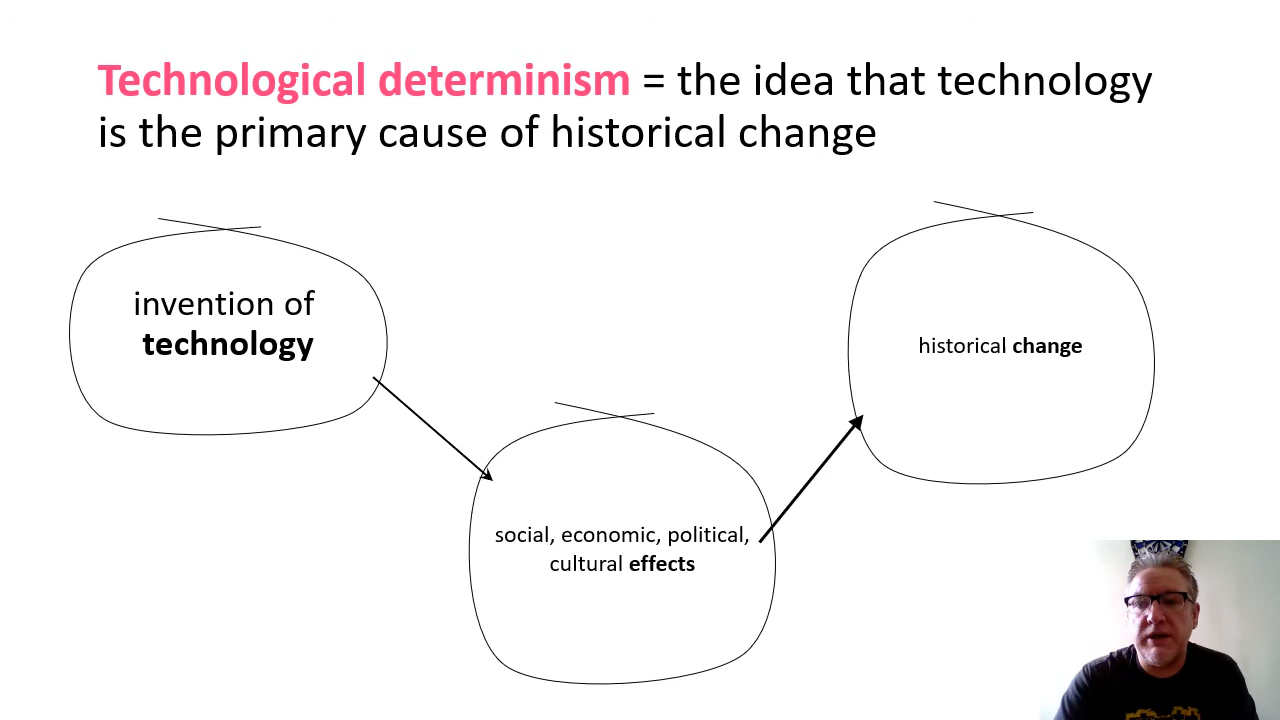 Technological determinism = the idea that technology
is the primary cause of historical change
invention of
technology
social, economic, political,
cultural effects
historical change